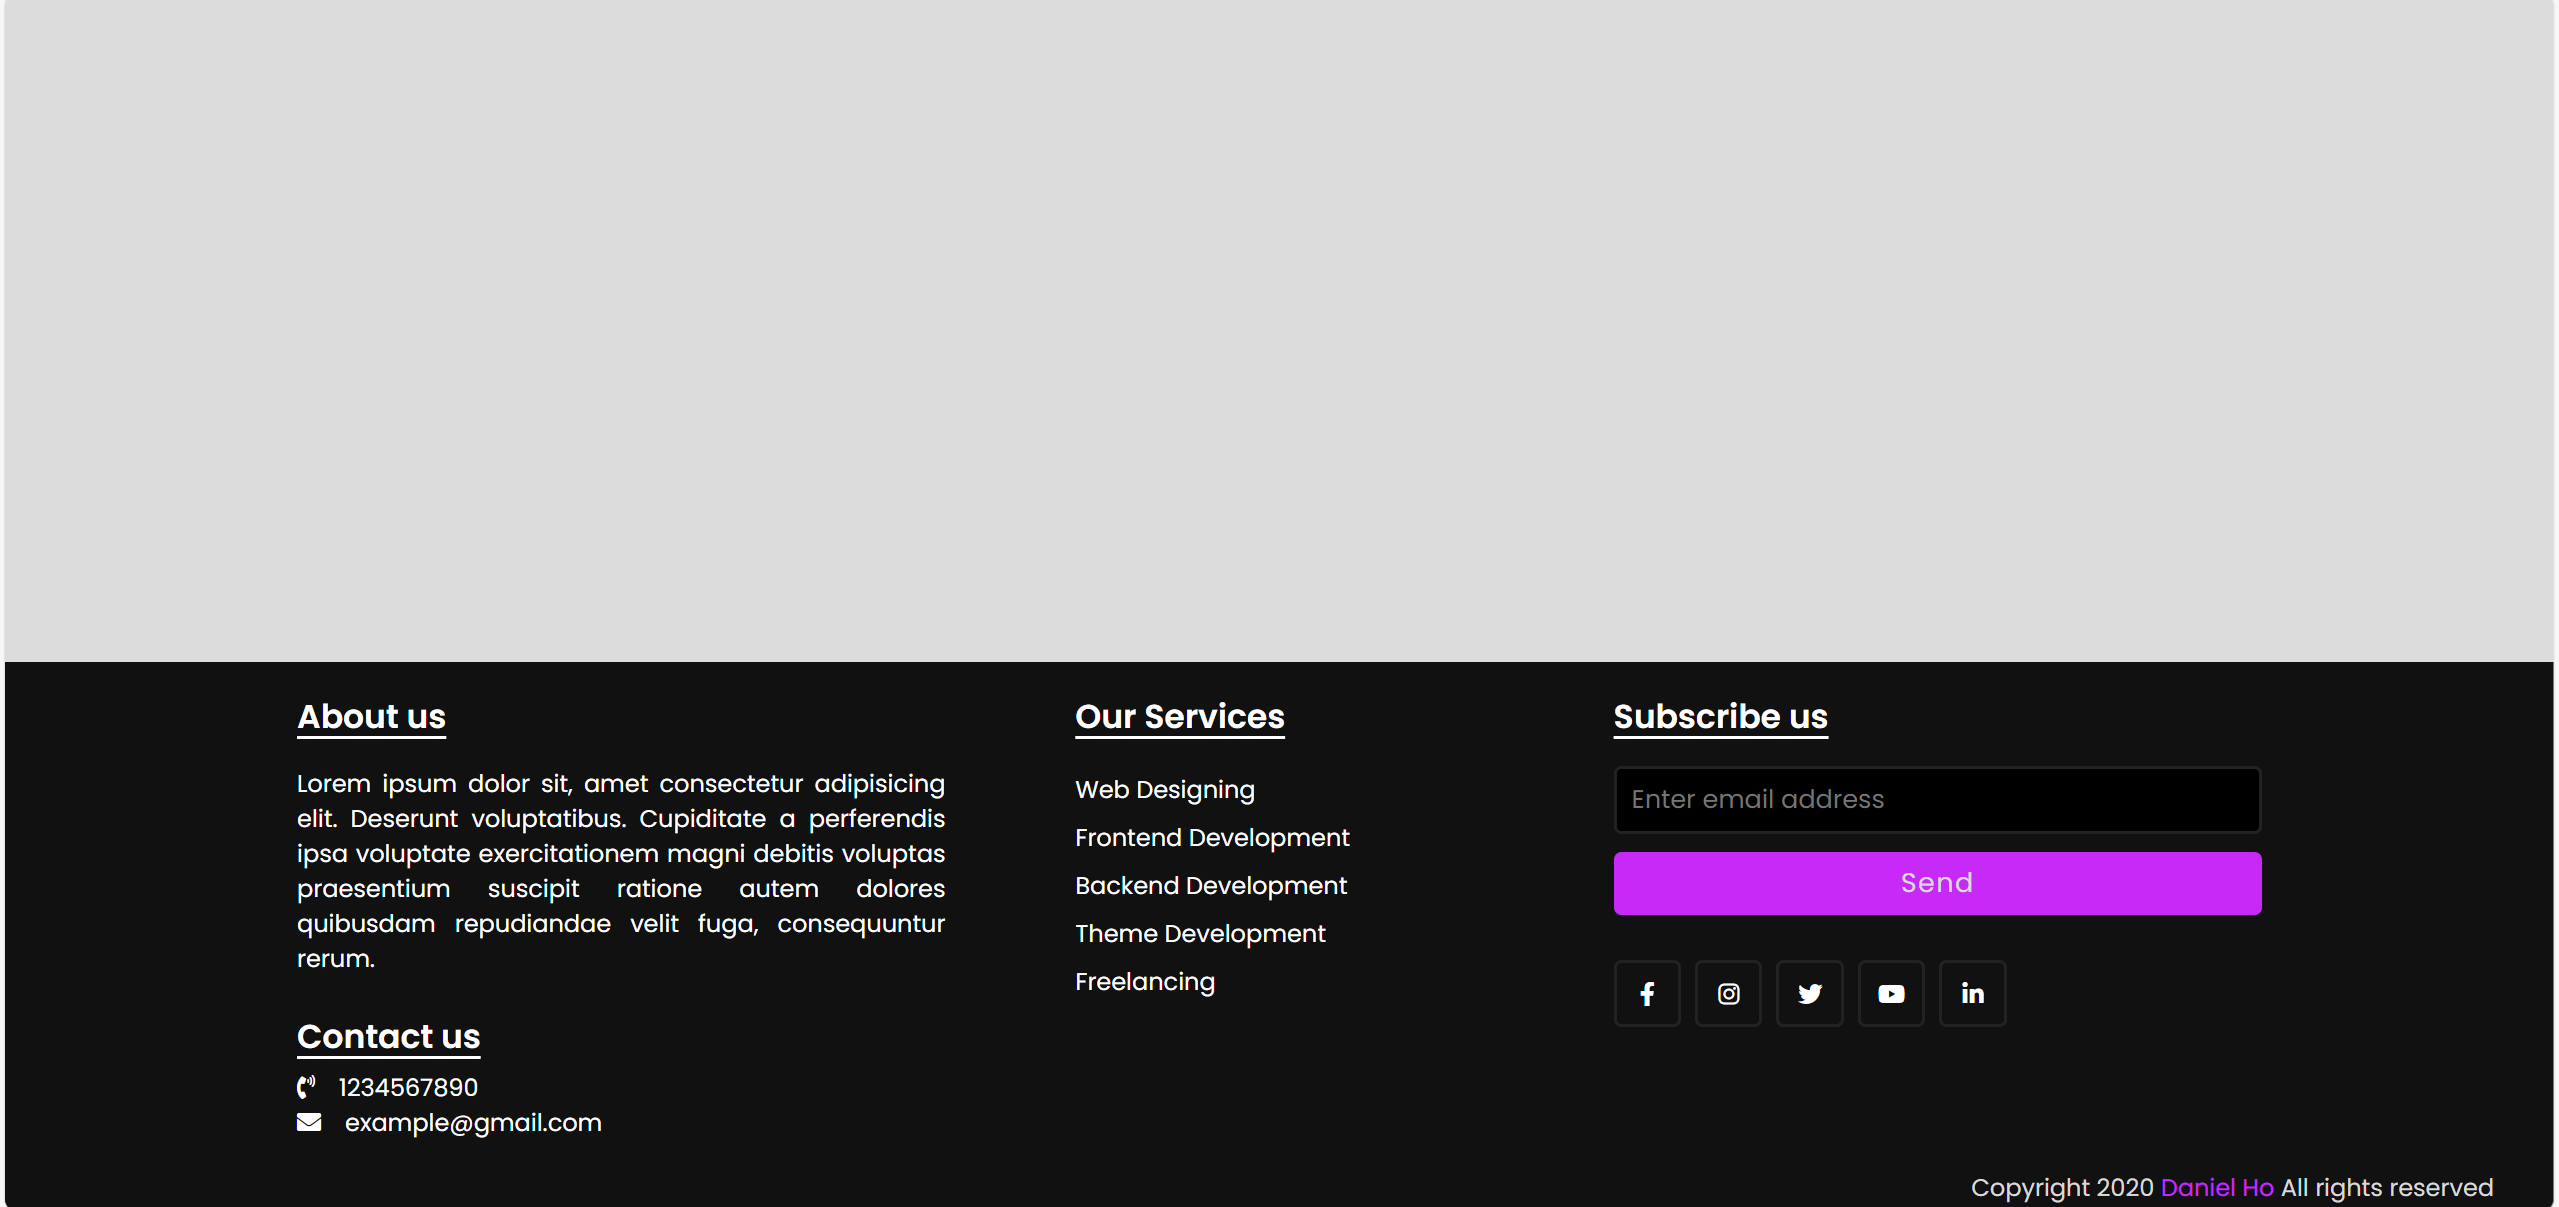 About us
Lorem ipsum dolor sit, amet consectetur adipisicing
elit. Deserunt voluptatibus. Cupiditate a perferendis
ipsa voluptate exercitationem magni debitis voluptas
praesentium suscipit ratione autem dolores
quibusdam repudiandae velit fuga, consequuntur
rerum.
Contact us
1234567890
example@gmail.com
Our Services
Web Designing
Frontend Development
Backend Development
Theme Development
Freelancing
Subscribe us
Enter email address
Send
Copyright 2020 Daniel Ho All rights reserved